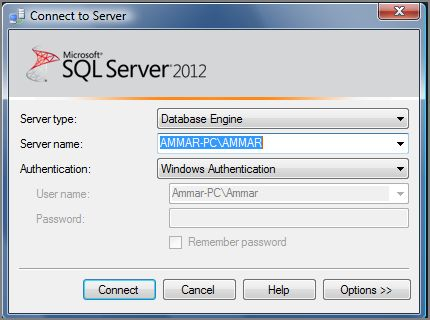 Connect to Server
Microsoft
SQL Server 2012
Server type: Database Engine
Server name: AMMAR-PC\AMMAR
Authentication: Windows Authentication
User name: Ammar-PC\Ammar
Password:
Remember password
Connect Cancel Help Options >>